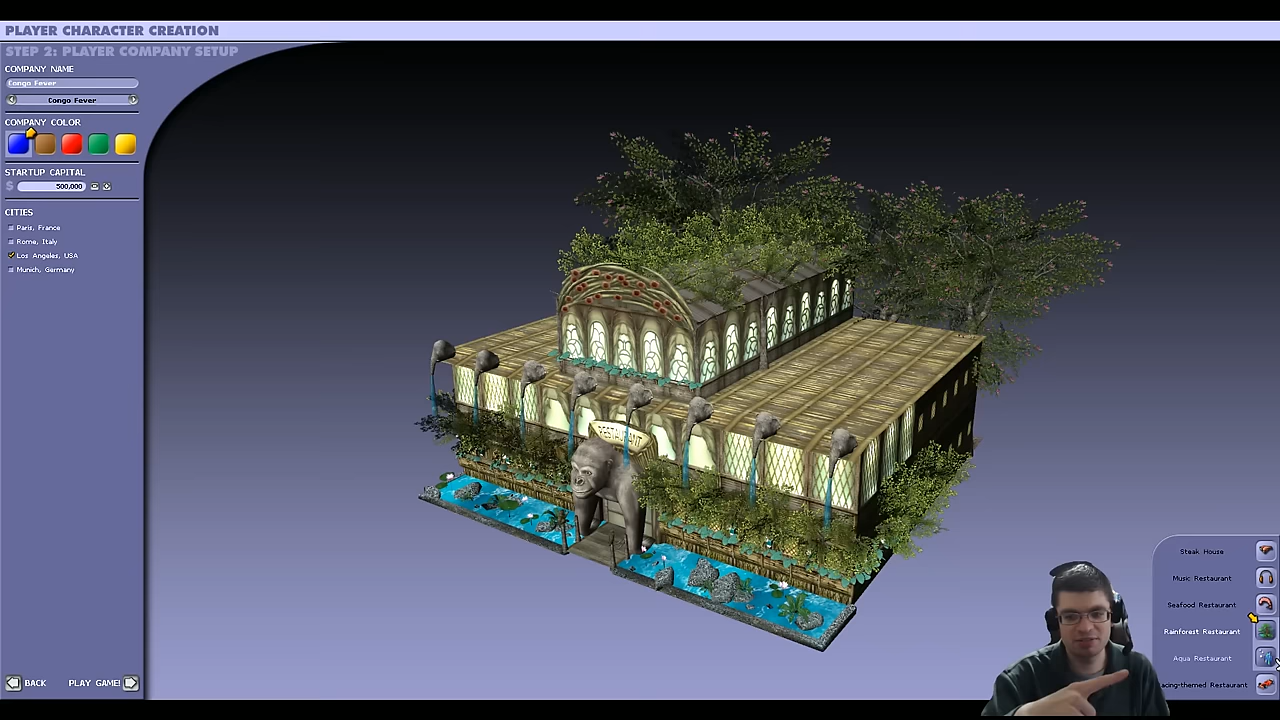 PLAYER CHARACTER CREATION
STEP 2: PLAYER COMPANY SETUP
COMPANY NAME
Congo Fever
Congo Fever
COMPANY COLOR
STARTUP CAPITAL
$ 500,000
CITIES
Paris, France
Rome, Italy
Los Angeles, USA
Munich, Germany
RESTAURANT
Steak House
Music Restaurant
Seafood Restaurant
Rainforest Restaurant
Aqua Restaurant
acing-themed Restaurant
BACK
PLAY GAME!